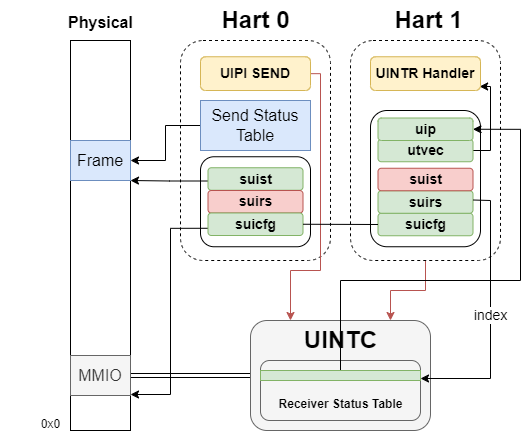 Physical
Hart 0
Hart 1
UIPI SEND
UINTR Handler
Send Status
Table
uip
utvec
Frame
suist
suirs
suicfg
suist
suirs
suicfg
index
UINTC
MMIO
Receiver Status Table
0x0